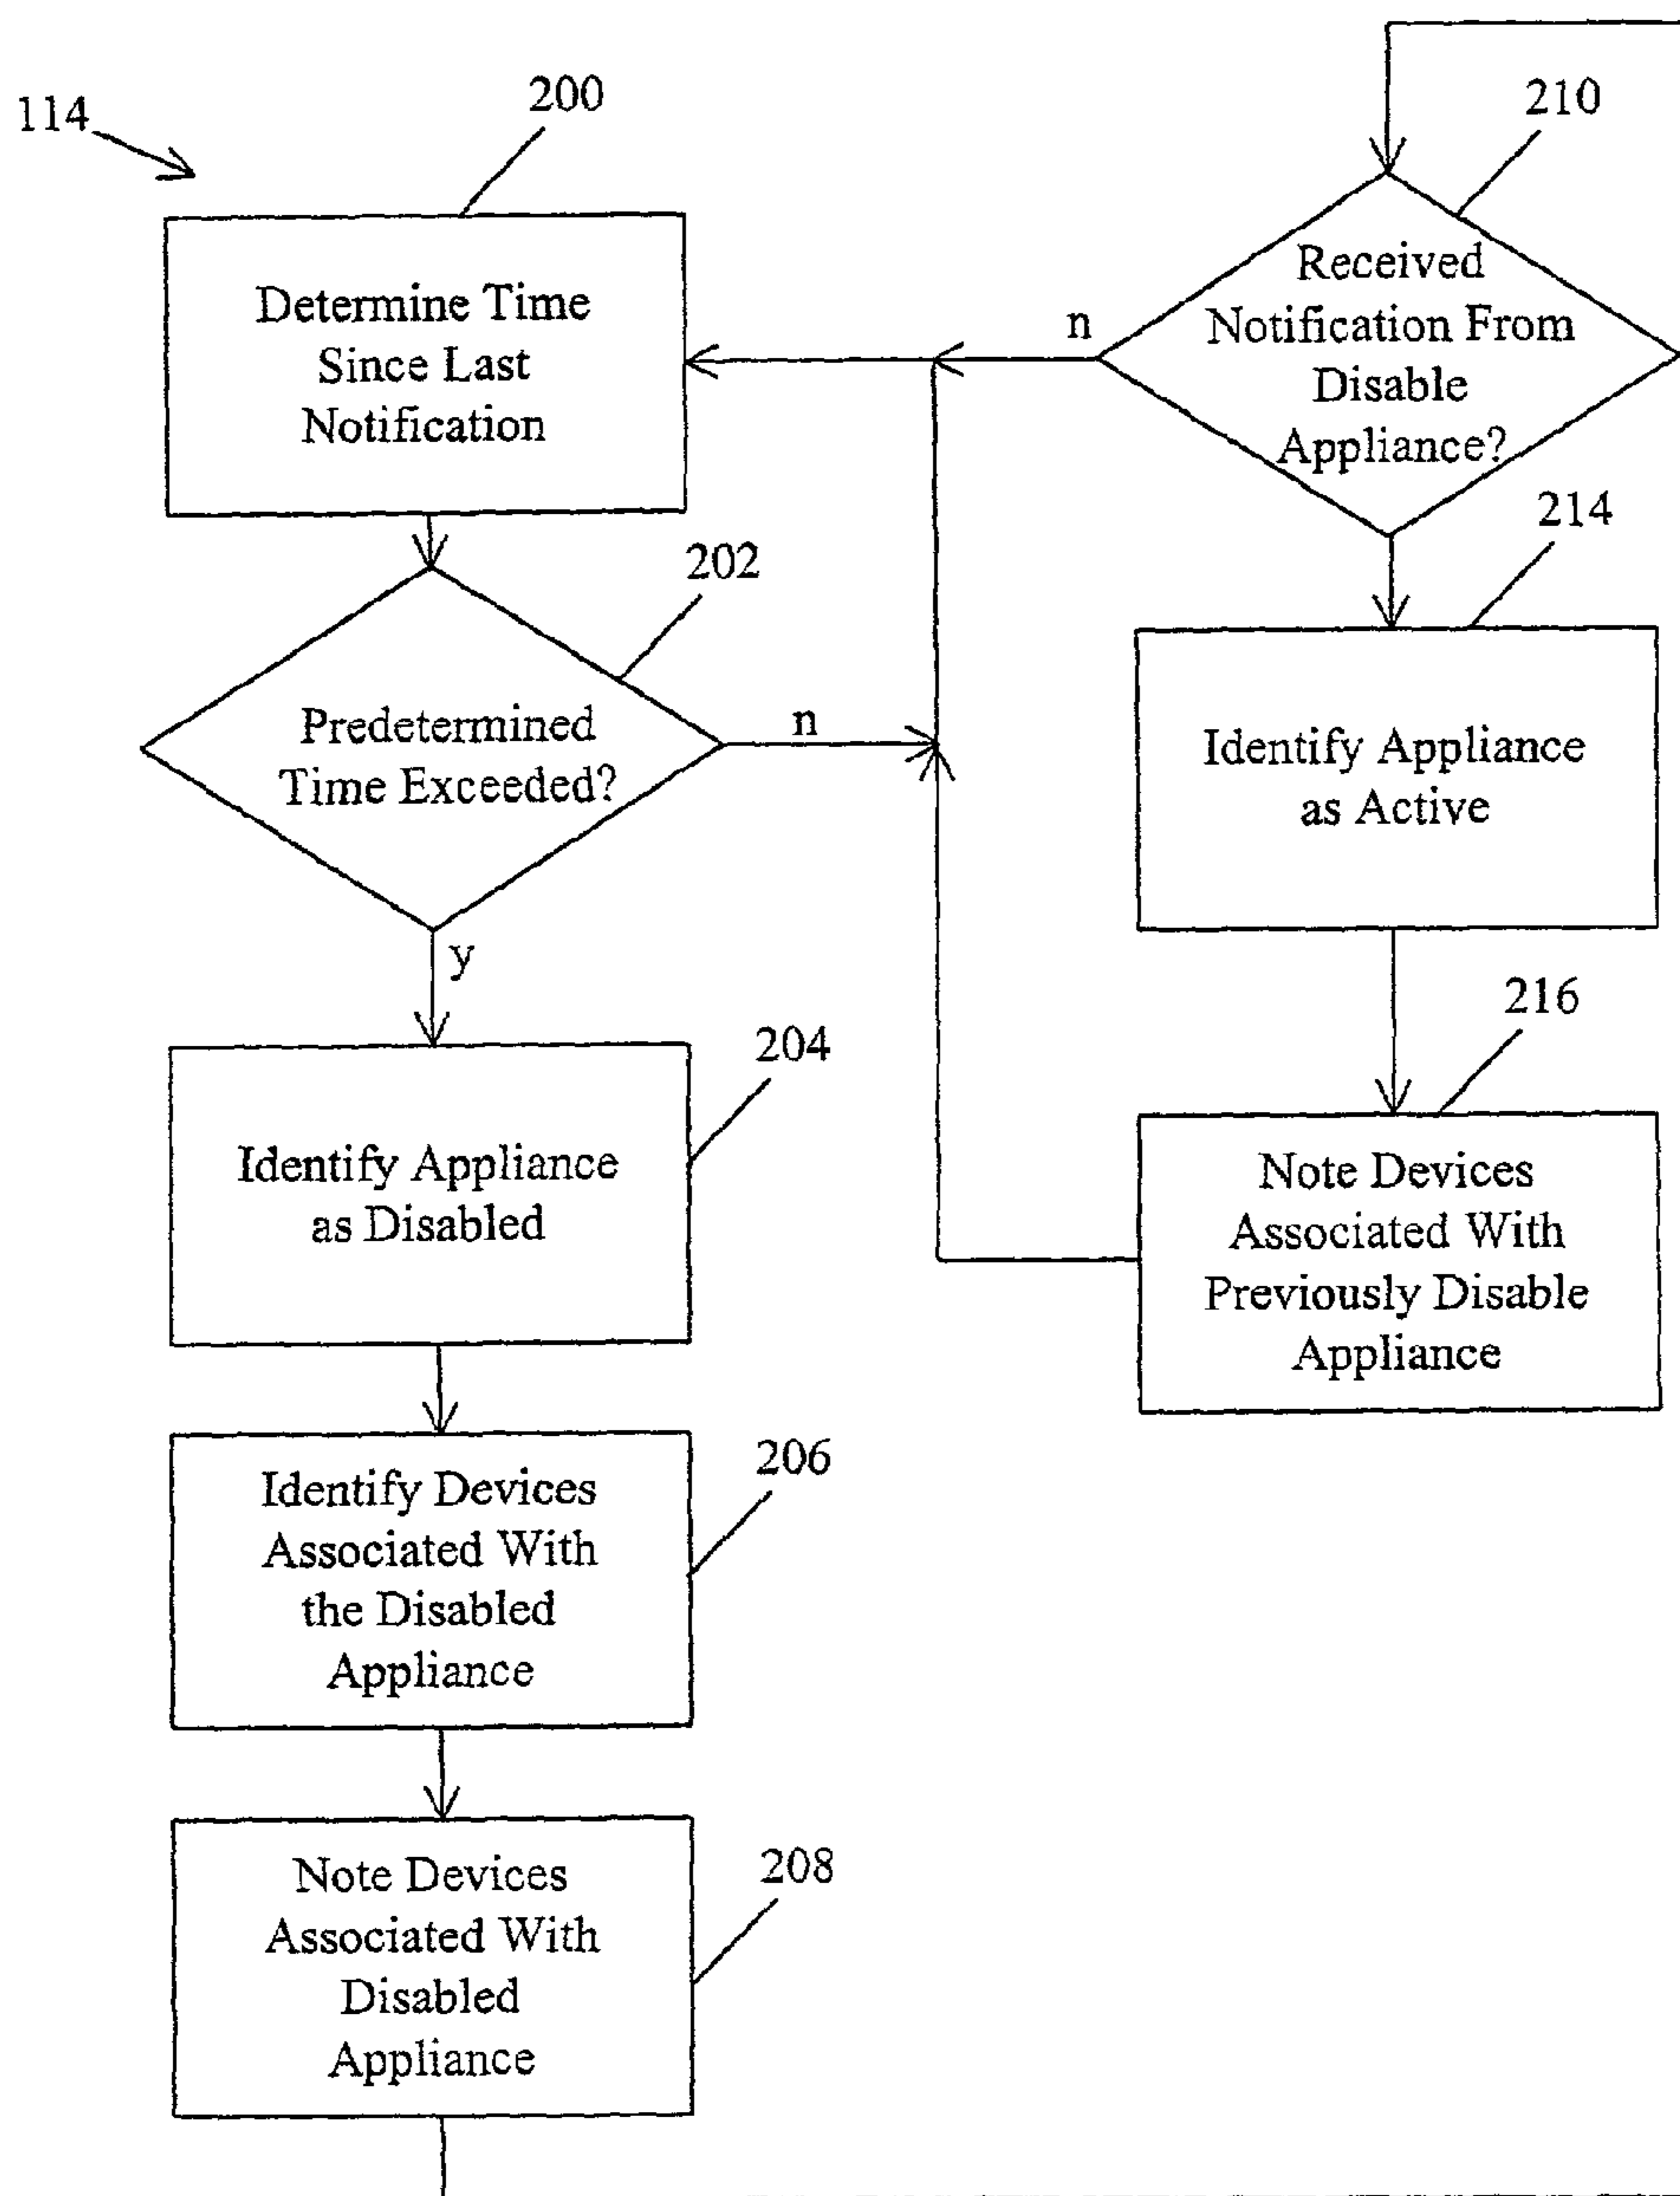 114
200
Determine Time
Since Last
Notification
202
Predetermined
Time Exceeded?
n
y
204
Identify Appliance
as Disabled
206
Identify Devices
Associated With
the Disabled
Appliance
208
Note Devices
Associated With
Disabled
Appliance
210
Received
Notification From
Disable
Appliance?
n
214
Identify Appliance
as Active
216
Note Devices
Associated With
Previously Disable
Appliance